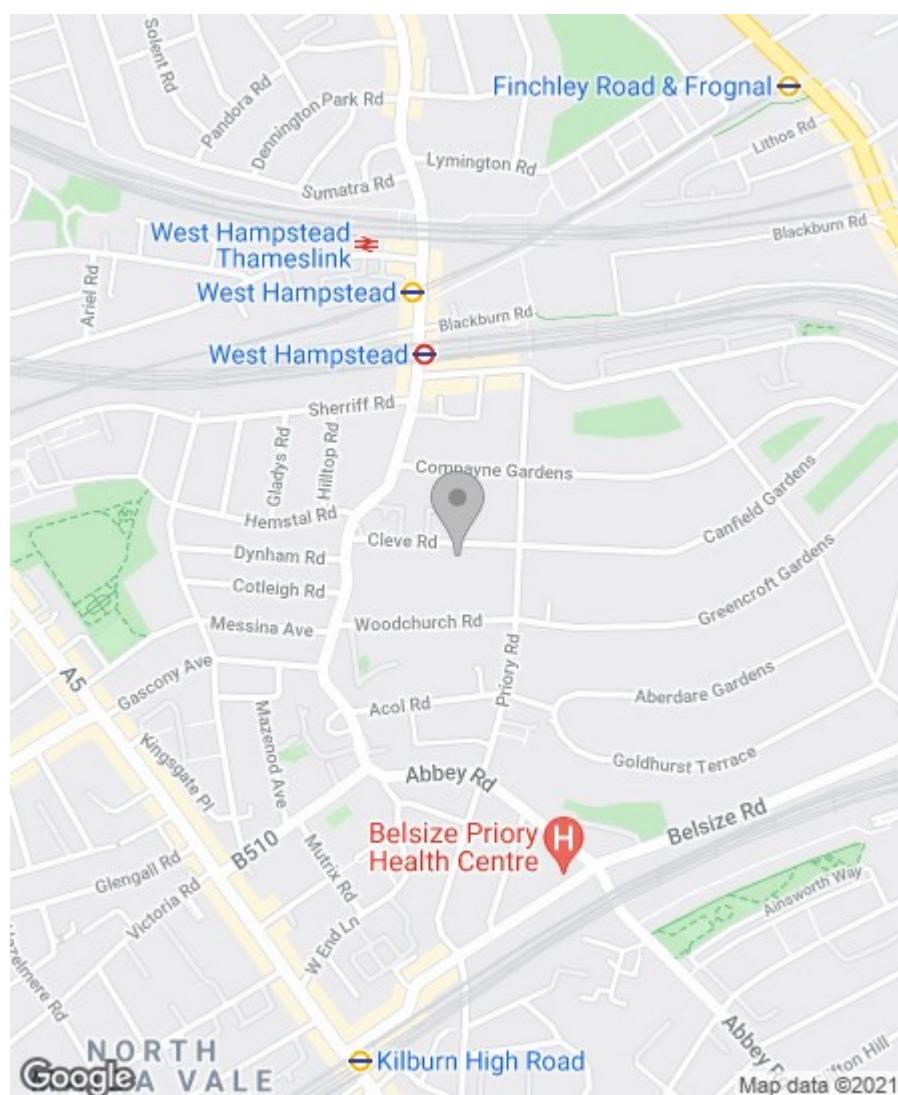 Solent Rd
Pandora Rd
Dennington Park Rd
Finchley Road & Frognal
Lithos Rd
Lymington Rd
Sumatra Rd
West Hampstead
Thameslink
Blackburn Rd
Ariel Rd
West Hampstead
Blackburn Rd
West Hampstead
Sherriff Rd
Gladys Rd
Hilltop Rd
Compayne Gardens
Canfield Gardens
Hemstal Rd
Cleve Rd
Dynham Rd
Cotleigh Rd
Greencroft Gardens
Messina Ave
Woodchurch Rd
A5
Gascony Ave
Priory Rd
Aberdare Gardens
Acol Rd
Mazenod Ave
Kingsgate Pl
Goldhurst Terrace
Abbey Rd
Belsize Rd
Belsize Priory
Health Centre
H
B510
Glengall Rd
Mutrix Rd
Victoria Rd
Ainsworth Way
W End Ln
Abbey Rd
NORTH
VALE
Kilburn High Road
Hill
Google
Map data ©2021